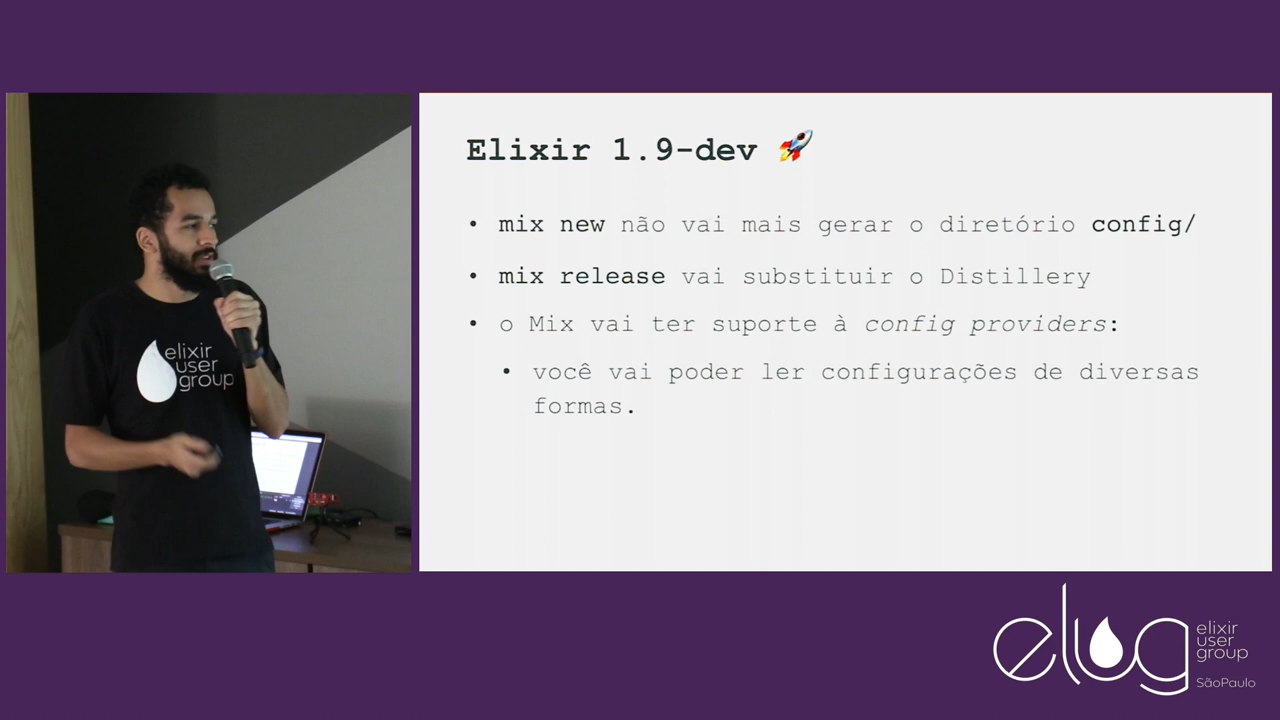 elixir
user
group
Elixir 1.9-dev 🚀
• mix new não vai mais gerar o diretório config/
• mix release vai substituir o Distillery
• o Mix vai ter suporte à config providers:
• você vai poder ler configurações de diversas
formas.
elug
elixir
user
group
SãoPaulo